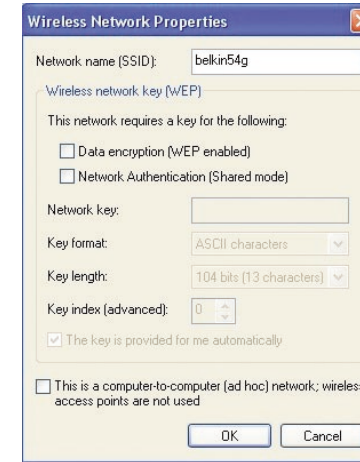 Wireless Network Properties
Network name (SSID): belkin54g
Wireless network key (WEP)
This network requires a key for the following:
Data encryption (WEP enabled)
Network Authentication (Shared mode)
Network key:
Key format: ASCII characters
Key length: 104 bits (13 characters)
Key index (advanced): 0
The key is provided for me automatically
This is a computer-to-computer (ad hoc) network; wireless
access points are not used
OK Cancel